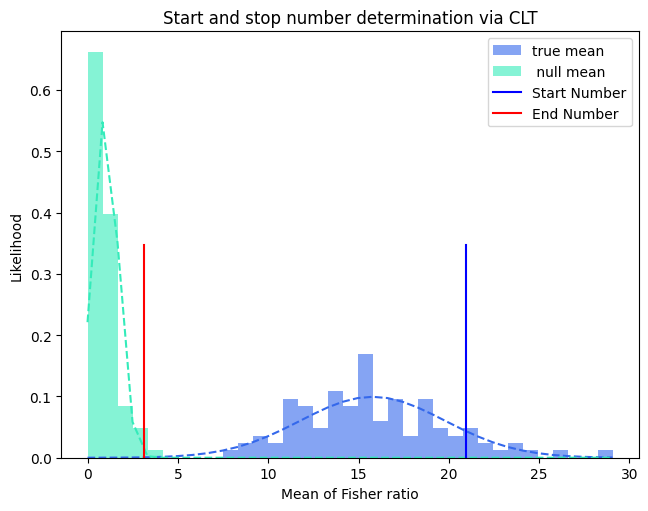 Start and stop number determination via CLT
true mean
null mean
Start Number
End Number
0.6
0.5
0.4
0.3
0.2
0.1
0.0
Likelihood
0 5 10 15 20 25 30
Mean of Fisher ratio